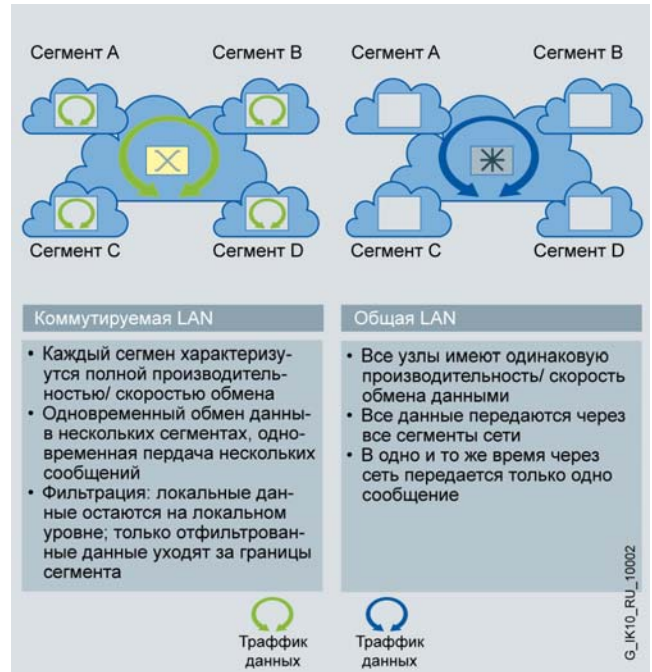 Сегмент A
Сегмент B
Сегмент A
Сегмент B
Сегмент C
Сегмент D
Сегмент C
Сегмент D
Коммутируемая LAN
• Каждый сегмен характеризу-
утся полной производитель-
ностью/ скоростью обмена
• Одновременный обмен данны-
в нескольких сегментах, одно-
временная пердача нескольких
сообщений
• Фильтрация: локальные дан-
ные остаются на локальном
уровне; только отфильтрован-
ные данные уходят за границы
сегмента
Общая LAN
• Все узлы имеют одинаковую
производительность/ скорость
обмена данными
• Все данные передаются через
все сегменты сети
• В одно и то же время через
сеть передается только одно
сообщение
Траффик
данных
Траффик
данных
G_IK10_RU_10002